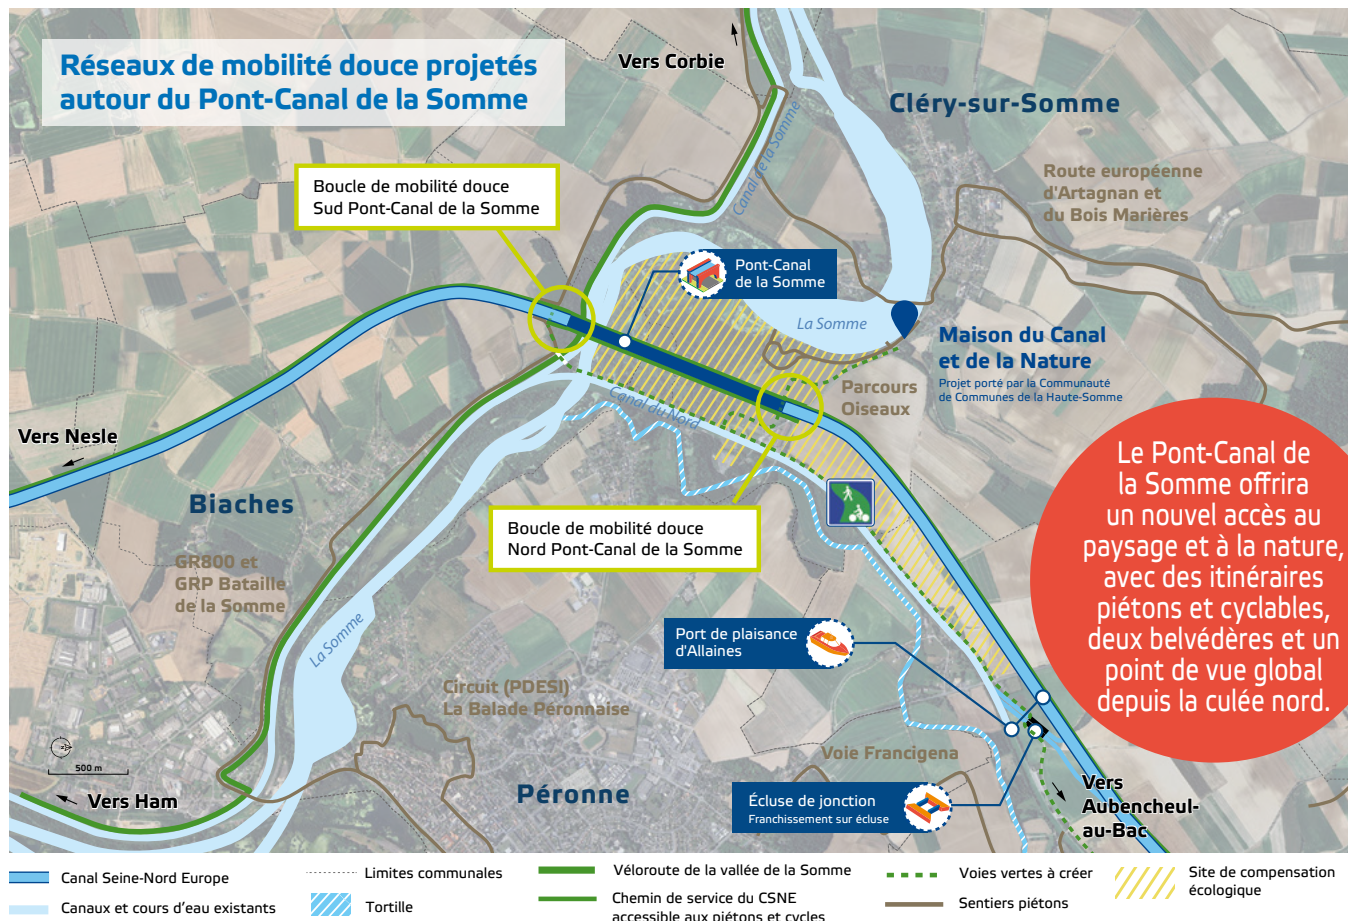 Réseaux de mobilité douce projetés
autour du Pont-Canal de la Somme
Vers Corbie
Cléry-sur-Somme
Canal de la Somme
Route européenne
d'Artagnan et
du Bois Marières
Boucle de mobilité douce
Sud Pont-Canal de la Somme
Pont-Canal
de la Somme
La Somme
Maison du Canal
et de la Nature
Projet porté par la Communauté
de Communes de la Haute-Somme
Parcours
Oiseaux
Canal du Nord
Vers Nesle
Biaches
Boucle de mobilité douce
Nord Pont-Canal de la Somme
Le Pont-Canal de
la Somme offrira
un nouvel accès au
paysage et à la nature,
avec des itinéraires
piétons et cyclables,
deux belvédères et un
point de vue global
depuis la culée nord.
GR800 et
GRP Bataille
de la Somme
La Somme
Port de plaisance
d'Allaines
Circuit (PDESI)
La Balade Péronnaise
Voie Francigena
500 m
Vers Ham
Péronne
Écluse de jonction
Franchissement sur écluse
Vers
Aubencheul-
au-Bac
Canal Seine-Nord Europe
Canaux et cours d'eau existants
Limites communales
Tortille
Véloroute de la vallée de la Somme
Chemin de service du CSNE
accessible aux piétons et cycles
Voies vertes à créer
Sentiers piétons
Site de compensation
écologique